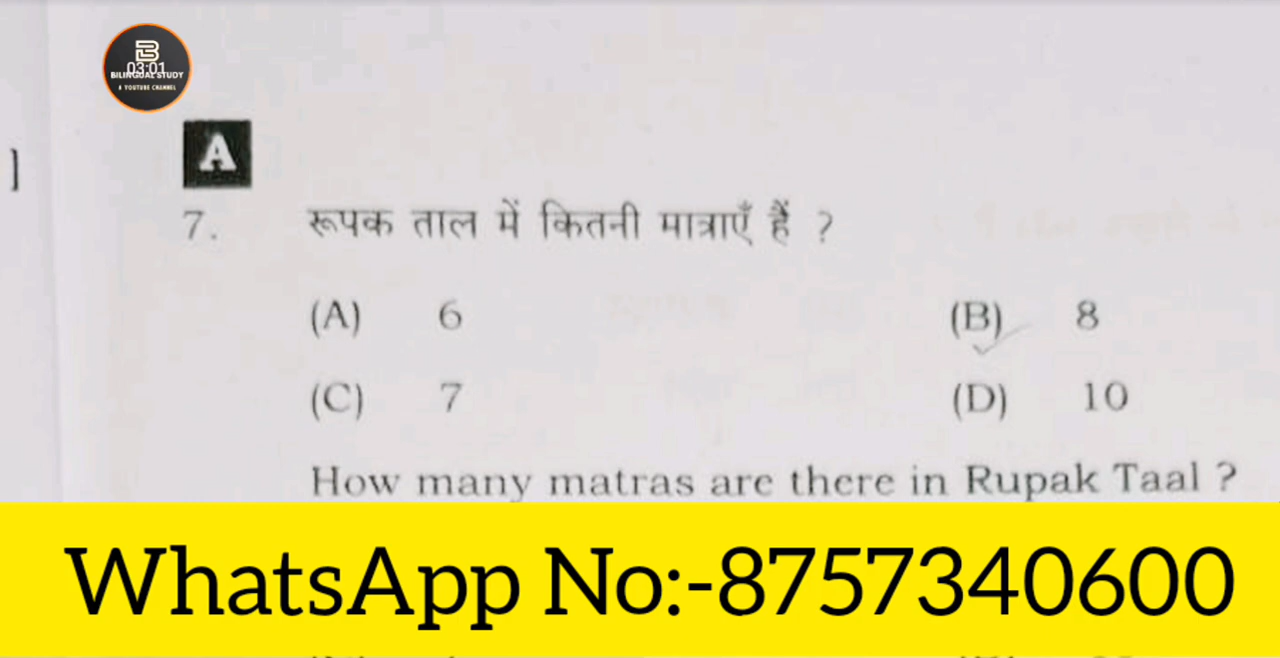 B
03:01
BILINGUAL STUDY
A YOUTUBE CHANNEL
]
A
7. रूपक ताल में कितनी मात्राएँ हैं ?
(A) 6 (B) 8
(C) 7 (D) 10
How many matras are there in Rupak Taal ?
WhatsApp No:-8757340600